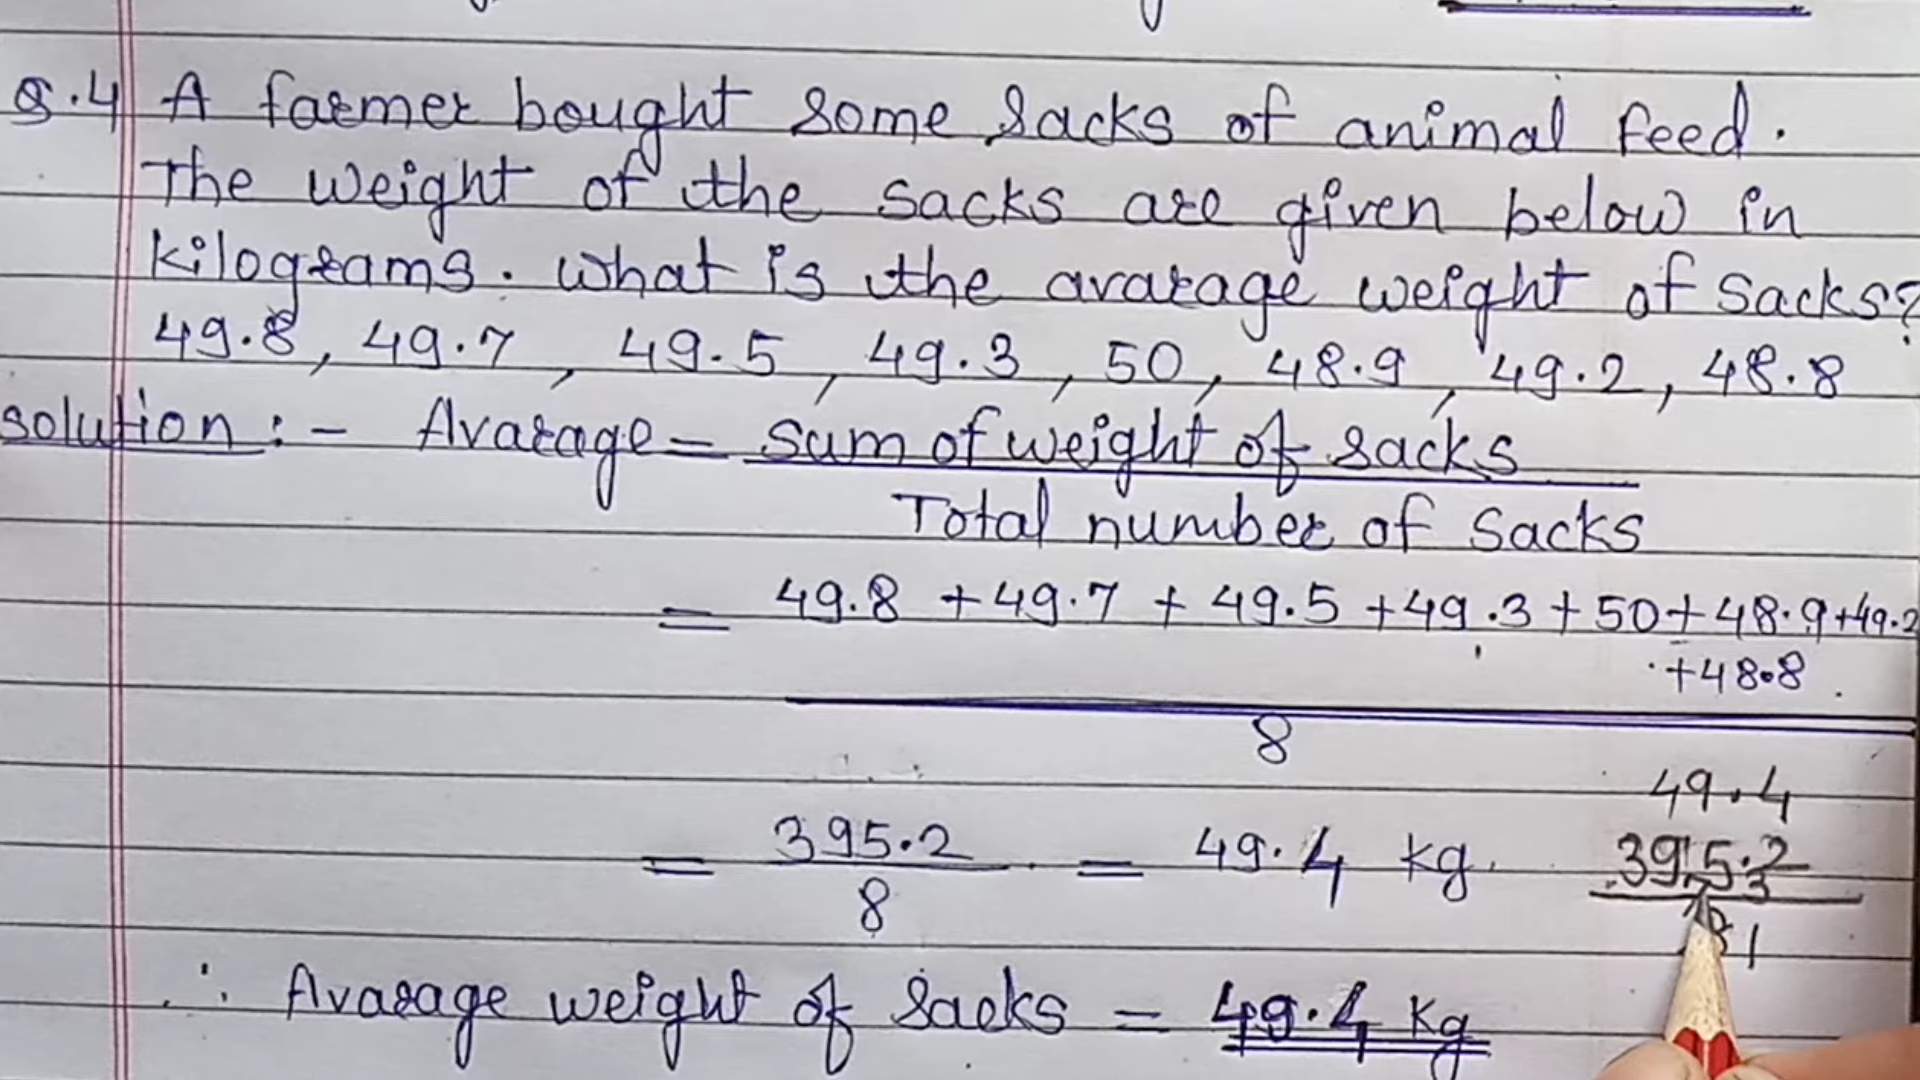 Q.4 A farmer bought some sacks of animal feed.
The weight of the sacks are given below in
kilograms. what is the avarage weight of sacks?
49.8, 49.7, 49.5, 49.3, 50, 48.9, 49.2, 48.8
solution :- Avarage = sum of weight of sacks
Total number of sacks
= 49.8 + 49.7 + 49.5 + 49.3 + 50 + 48.9 + 49.2
+ 48.8
8
49.4
= 395.2 = 49.4 kg 395.2
8
∴ Avarage weight of sacks = 49.4 kg